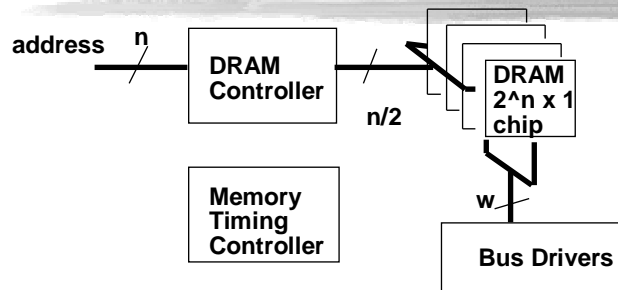 address
n
DRAM
Controller
n/2
DRAM
2^n x 1
chip
Memory
Timing
Controller
w
Bus Drivers